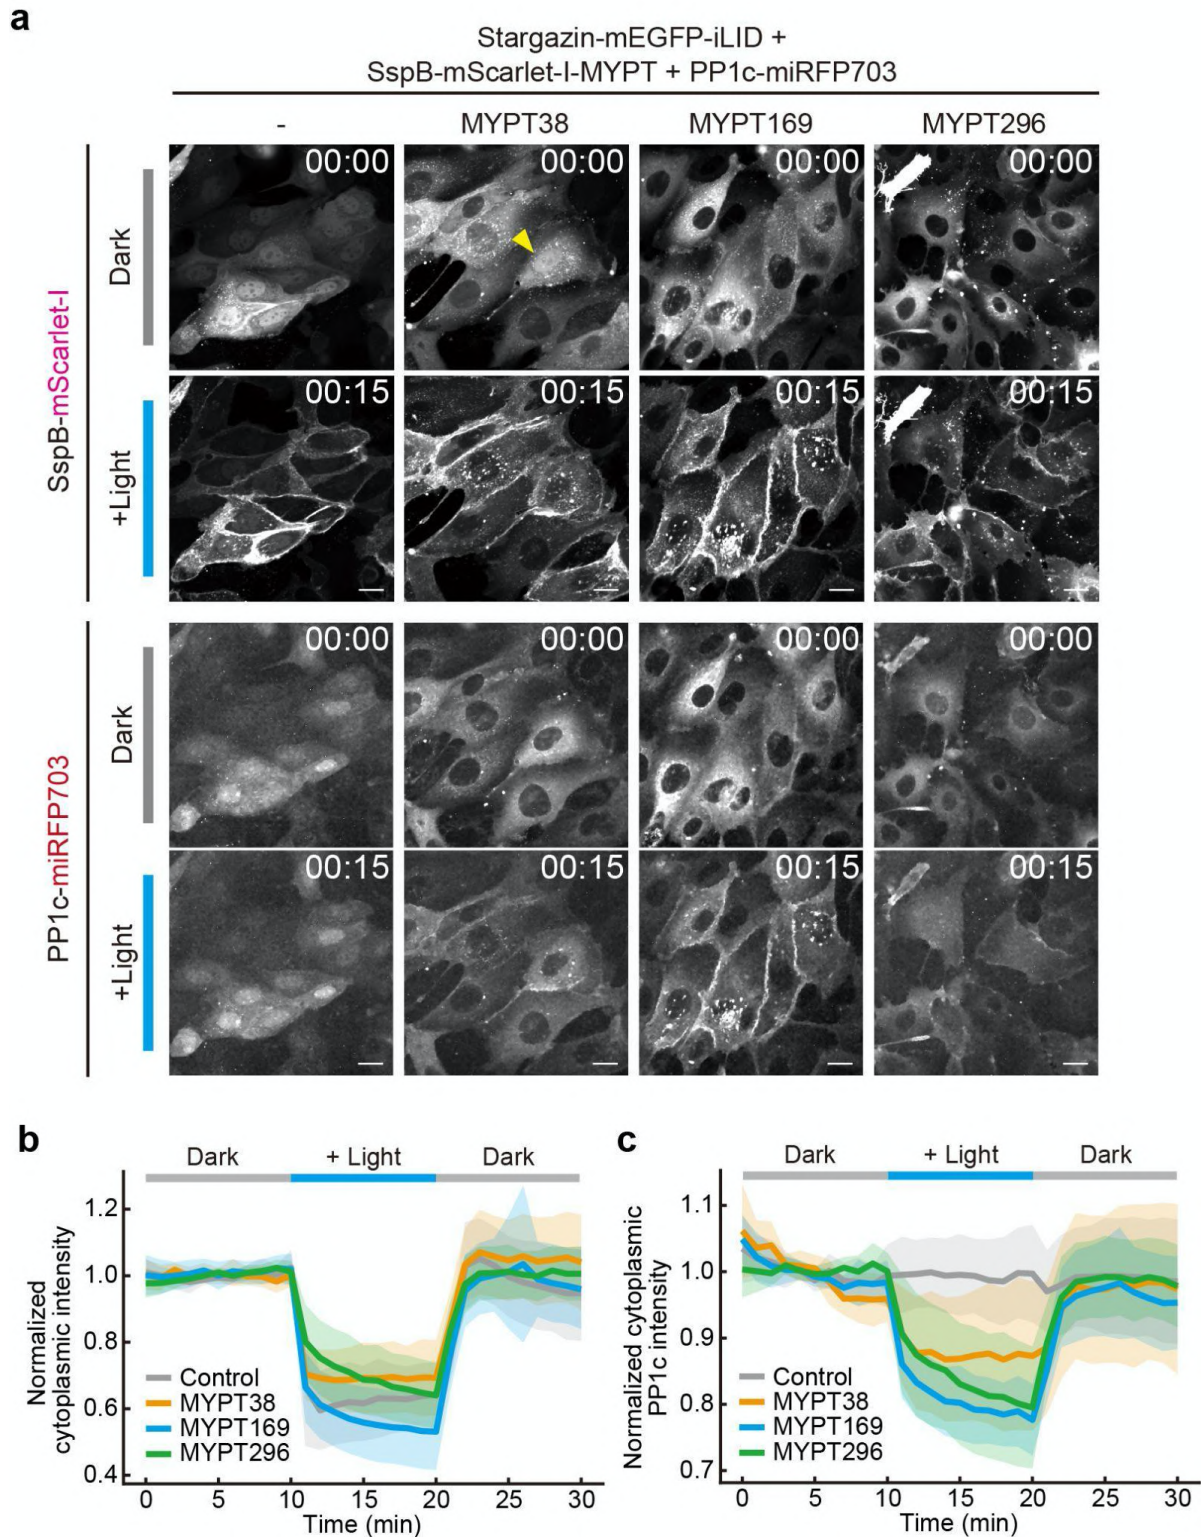 a
Stargazin-mEGFP-iLID +
SspB-mScarlet-I-MYPT + PP1c-miRFP703
- MYPT38 MYPT169 MYPT296
SspB-mScarlet-I
Dark
00:00 00:00 00:00 00:00
+Light
00:15 00:15 00:15 00:15
PP1c-miRFP703
Dark
00:00 00:00 00:00 00:00
+Light
00:15 00:15 00:15 00:15
b
Dark + Light Dark
Normalized
cytoplasmic intensity
1.2
1.0
0.8
0.6
0.4
Control
MYPT38
MYPT169
MYPT296
0 5 10 15 20 25 30
Time (min)
c
Dark + Light Dark
Normalized cytoplasmic
PP1c intensity
1.1
1.0
0.9
0.8
0.7
Control
MYPT38
MYPT169
MYPT296
0 5 10 15 20 25 30
Time (min)